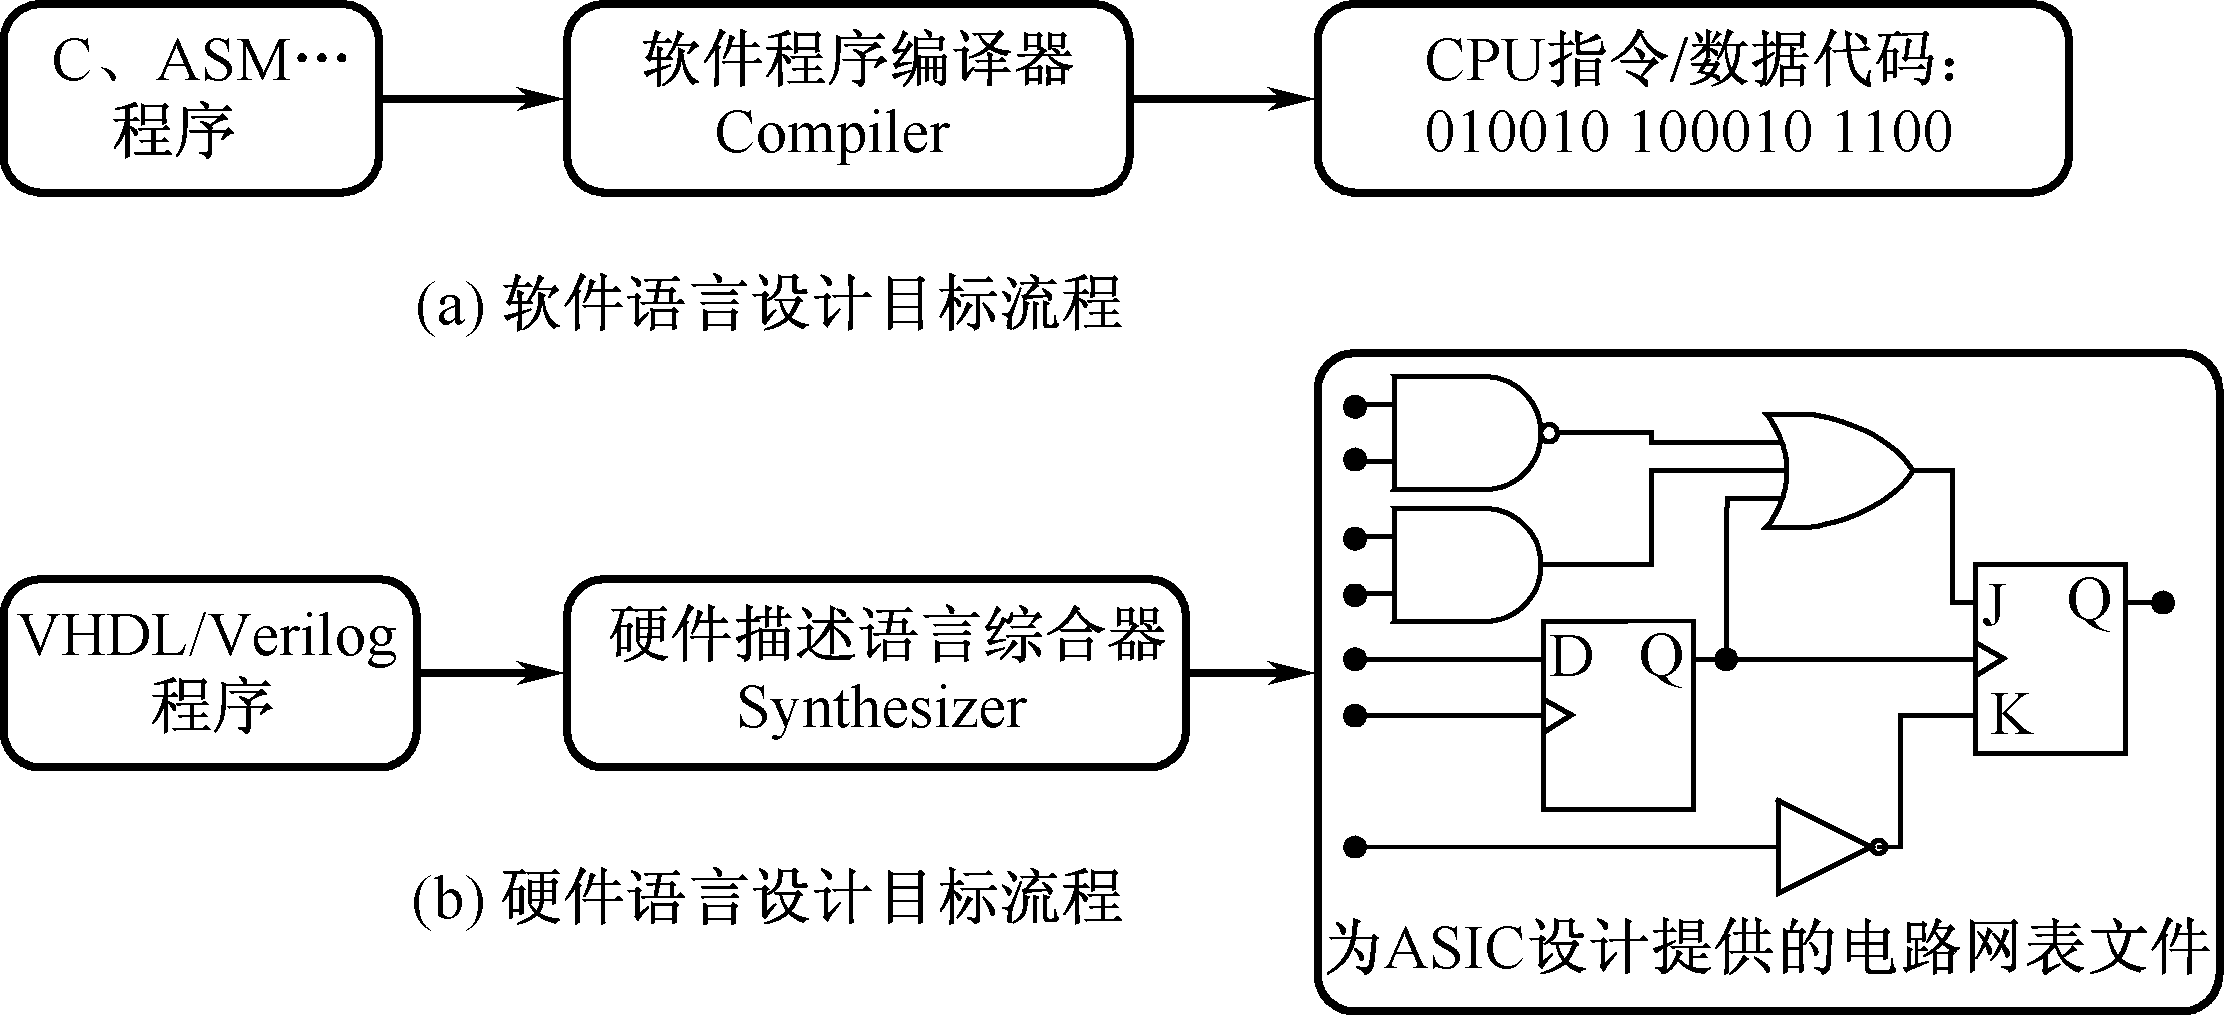 C、ASM…
程序
软件程序编译器
Compiler
CPU指令/数据代码：
010010 100010 1100
(a) 软件语言设计目标流程
VHDL/Verilog
程序
硬件描述语言综合器
Synthesizer
D Q
J Q
K
为ASIC设计提供的电路网表文件
(b) 硬件语言设计目标流程